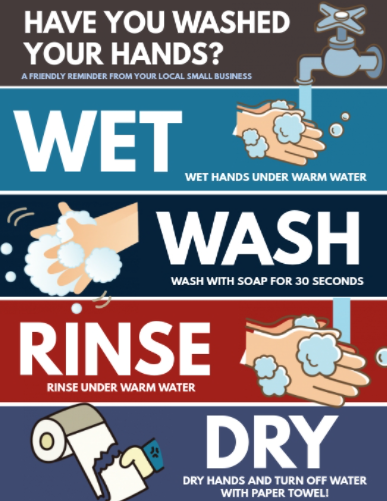 HAVE YOU WASHED
YOUR HANDS?
A FRIENDLY REMINDER FROM YOUR LOCAL SMALL BUSINESS
WET
WET HANDS UNDER WARM WATER
WASH
WASH WITH SOAP FOR 30 SECONDS
RINSE
RINSE UNDER WARM WATER
DRY
DRY HANDS AND TURN OFF WATER
WITH PAPER TOWEL!